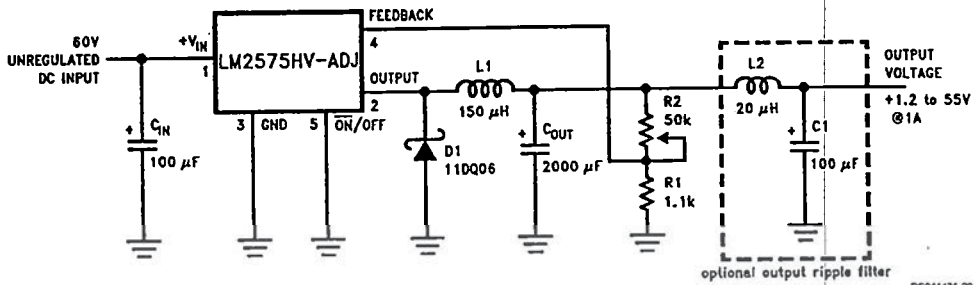 60V
UNREGULATED
DC INPUT
+VIN
1
+
CIN
100 µF
LM2575HV-ADJ
3
GND
5
ON/OFF
FEEDBACK
4
OUTPUT
2
D1
11DQ06
L1
150 µH
+
COUT
2000 µF
R2
50k
R1
1.1k
L2
20 µH
+
C1
100 µF
OUTPUT
VOLTAGE
+1.2 to 55V
@1A
optional output ripple filter